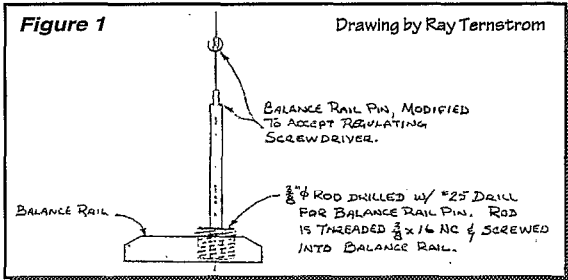 Figure 1
Drawing by Ray Ternstrom
BALANCE RAIL PIN, MODIFIED
TO ACCEPT REGULATING
SCREWDRIVER.
3/8"⌀ ROD DRILLED W/ #25 DRILL
FOR BALANCE RAIL PIN. ROD
IS THREADED 3/8 x 16 NC & SCREWED
INTO BALANCE RAIL.
BALANCE RAIL